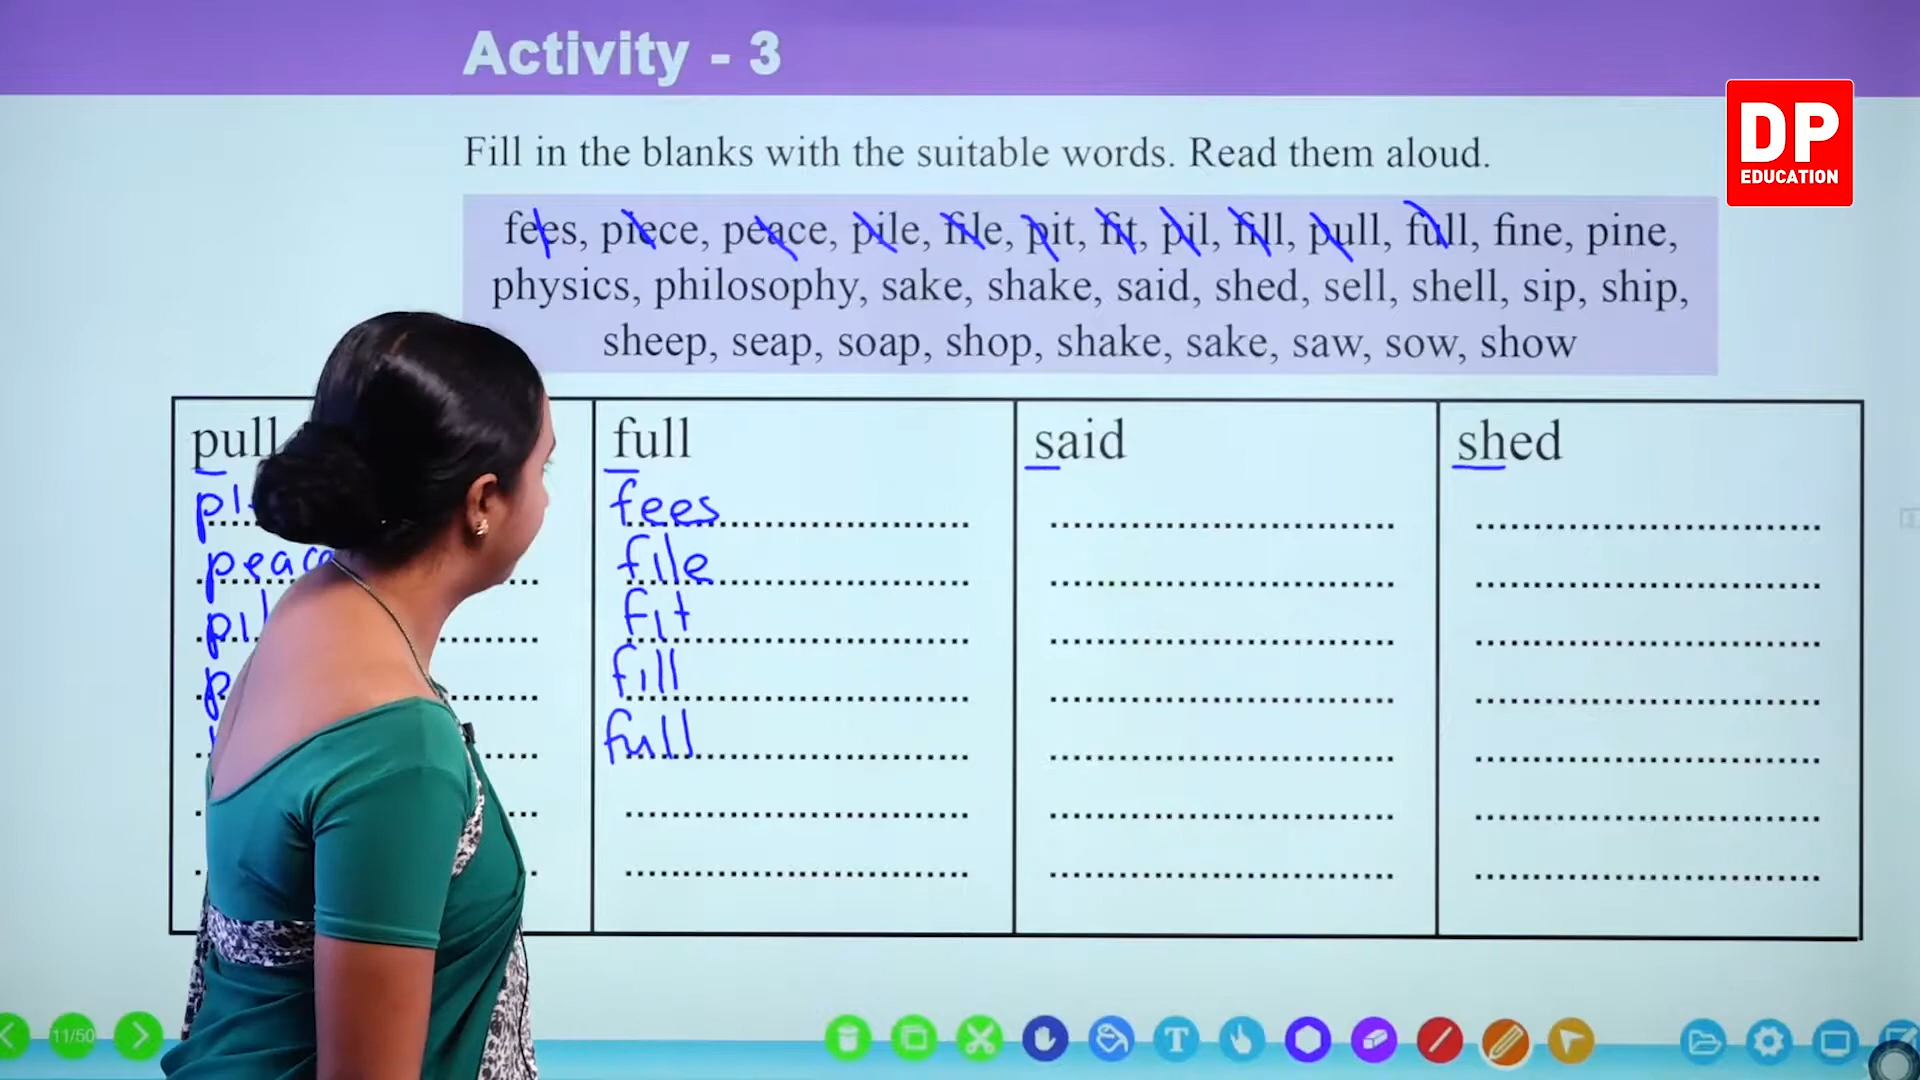 Activity - 3
DP
EDUCATION
Fill in the blanks with the suitable words. Read them aloud.
fees, piece, peace, pile, file, pit, fit, pil, fill, pull, full, fine, pine,
physics, philosophy, sake, shake, said, shed, sell, shell, sip, ship,
sheep, seap, soap, shop, shake, sake, saw, sow, show
pull full said shed
fees
peace file
fit
fill
full
11/50
T